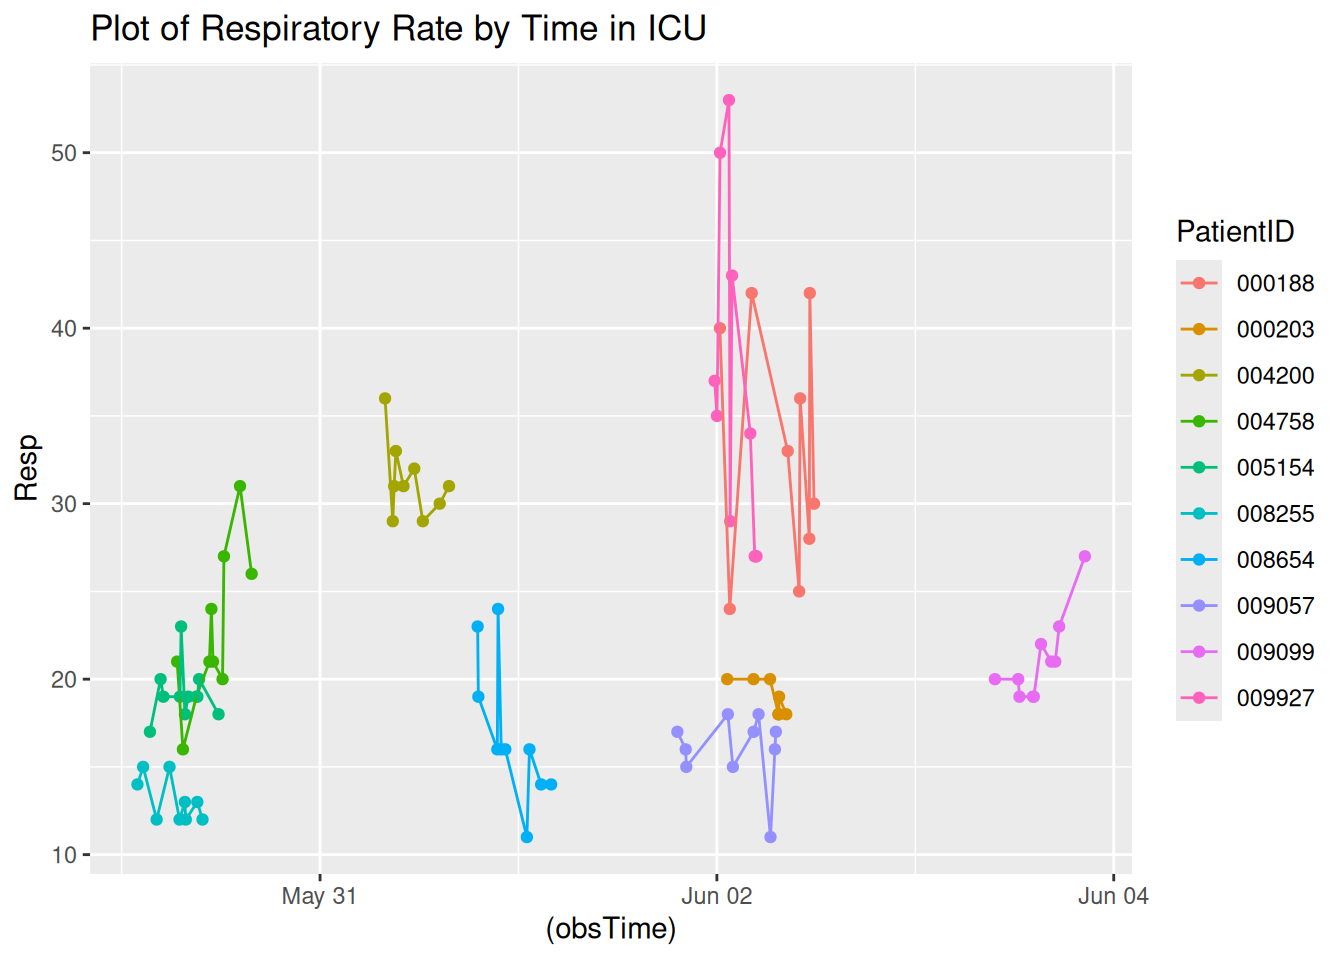 Plot of Respiratory Rate by Time in ICU
50
40
30
20
10
Resp
May 31
Jun 02
Jun 04
(obsTime)
PatientID
000188
000203
004200
004758
005154
008255
008654
009057
009099
009927